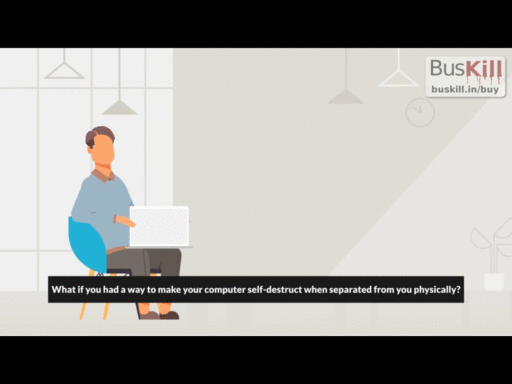 BusKill
buskill.in/buy
What if you had a way to make your computer self-destruct when separated from you physically?